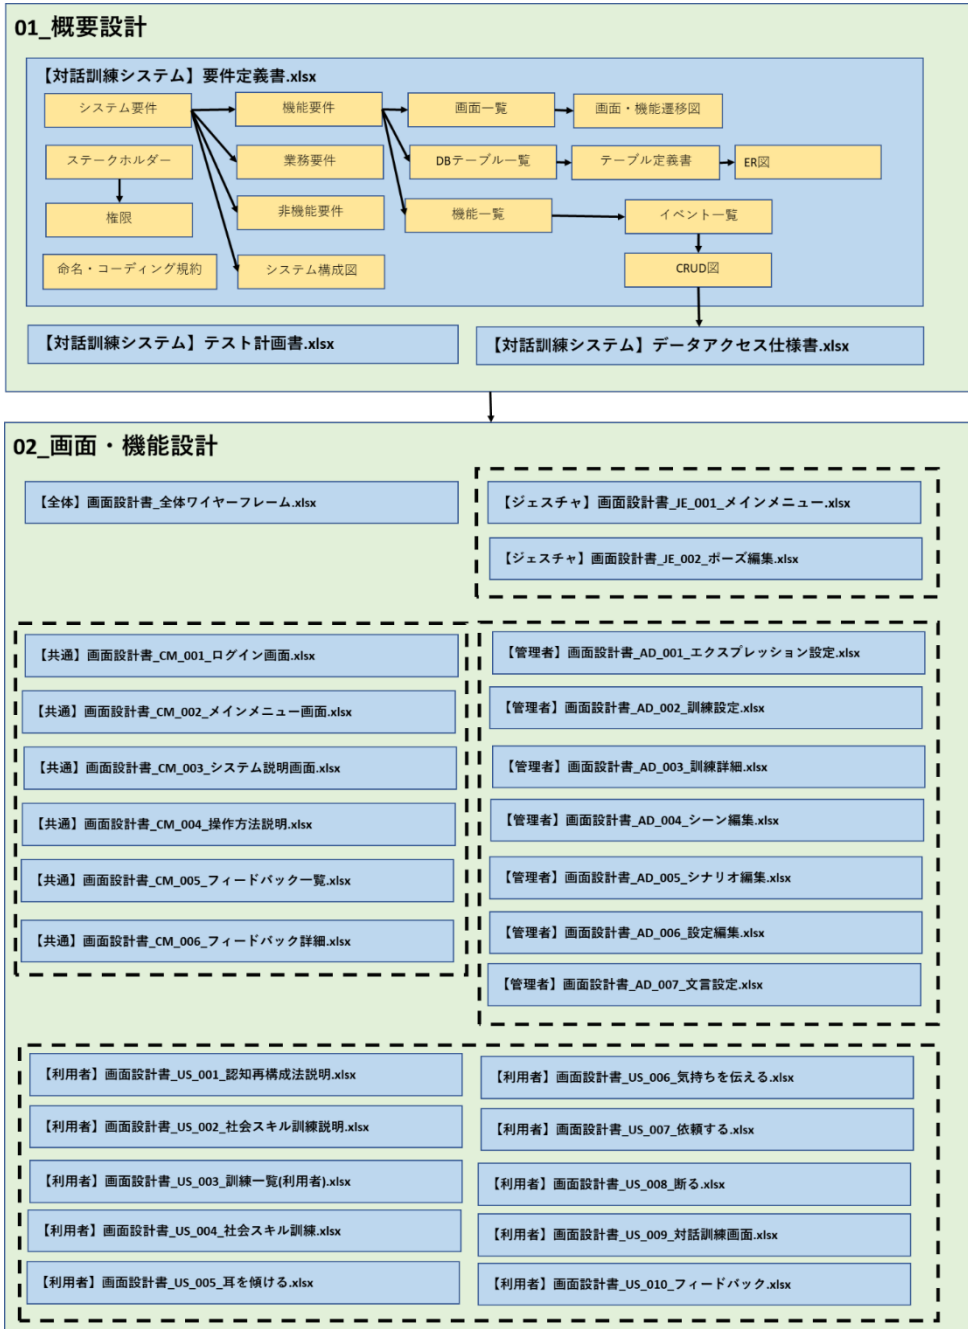 01_概要設計
【対話訓練システム】要件定義書.xlsx
システム要件
機能要件
画面一覧
画面・機能遷移図
ステークホルダー
業務要件
DBテーブル一覧
テーブル定義書
ER図
権限
非機能要件
機能一覧
イベント一覧
命名・コーディング規約
システム構成図
CRUD図
【対話訓練システム】テスト計画書.xlsx
【対話訓練システム】データアクセス仕様書.xlsx
02_画面・機能設計
【全体】画面設計書_全体ワイヤーフレーム.xlsx
【ジェスチャ】画面設計書_JE_001_メインメニュー.xlsx
【ジェスチャ】画面設計書_JE_002_ポーズ編集.xlsx
【共通】画面設計書_CM_001_ログイン画面.xlsx
【共通】画面設計書_CM_002_メインメニュー画面.xlsx
【共通】画面設計書_CM_003_システム説明画面.xlsx
【共通】画面設計書_CM_004_操作方法説明.xlsx
【共通】画面設計書_CM_005_フィードバック一覧.xlsx
【共通】画面設計書_CM_006_フィードバック詳細.xlsx
【管理者】画面設計書_AD_001_エクスプレッション設定.xlsx
【管理者】画面設計書_AD_002_訓練設定.xlsx
【管理者】画面設計書_AD_003_訓練詳細.xlsx
【管理者】画面設計書_AD_004_シーン編集.xlsx
【管理者】画面設計書_AD_005_シナリオ編集.xlsx
【管理者】画面設計書_AD_006_設定編集.xlsx
【管理者】画面設計書_AD_007_文言設定.xlsx
【利用者】画面設計書_US_001_認知再構成法説明.xlsx
【利用者】画面設計書_US_002_社会スキル訓練説明.xlsx
【利用者】画面設計書_US_003_訓練一覧(利用者).xlsx
【利用者】画面設計書_US_004_社会スキル訓練.xlsx
【利用者】画面設計書_US_005_耳を傾ける.xlsx
【利用者】画面設計書_US_006_気持ちを伝える.xlsx
【利用者】画面設計書_US_007_依頼する.xlsx
【利用者】画面設計書_US_008_断る.xlsx
【利用者】画面設計書_US_009_対話訓練画面.xlsx
【利用者】画面設計書_US_010_フィードバック.xlsx